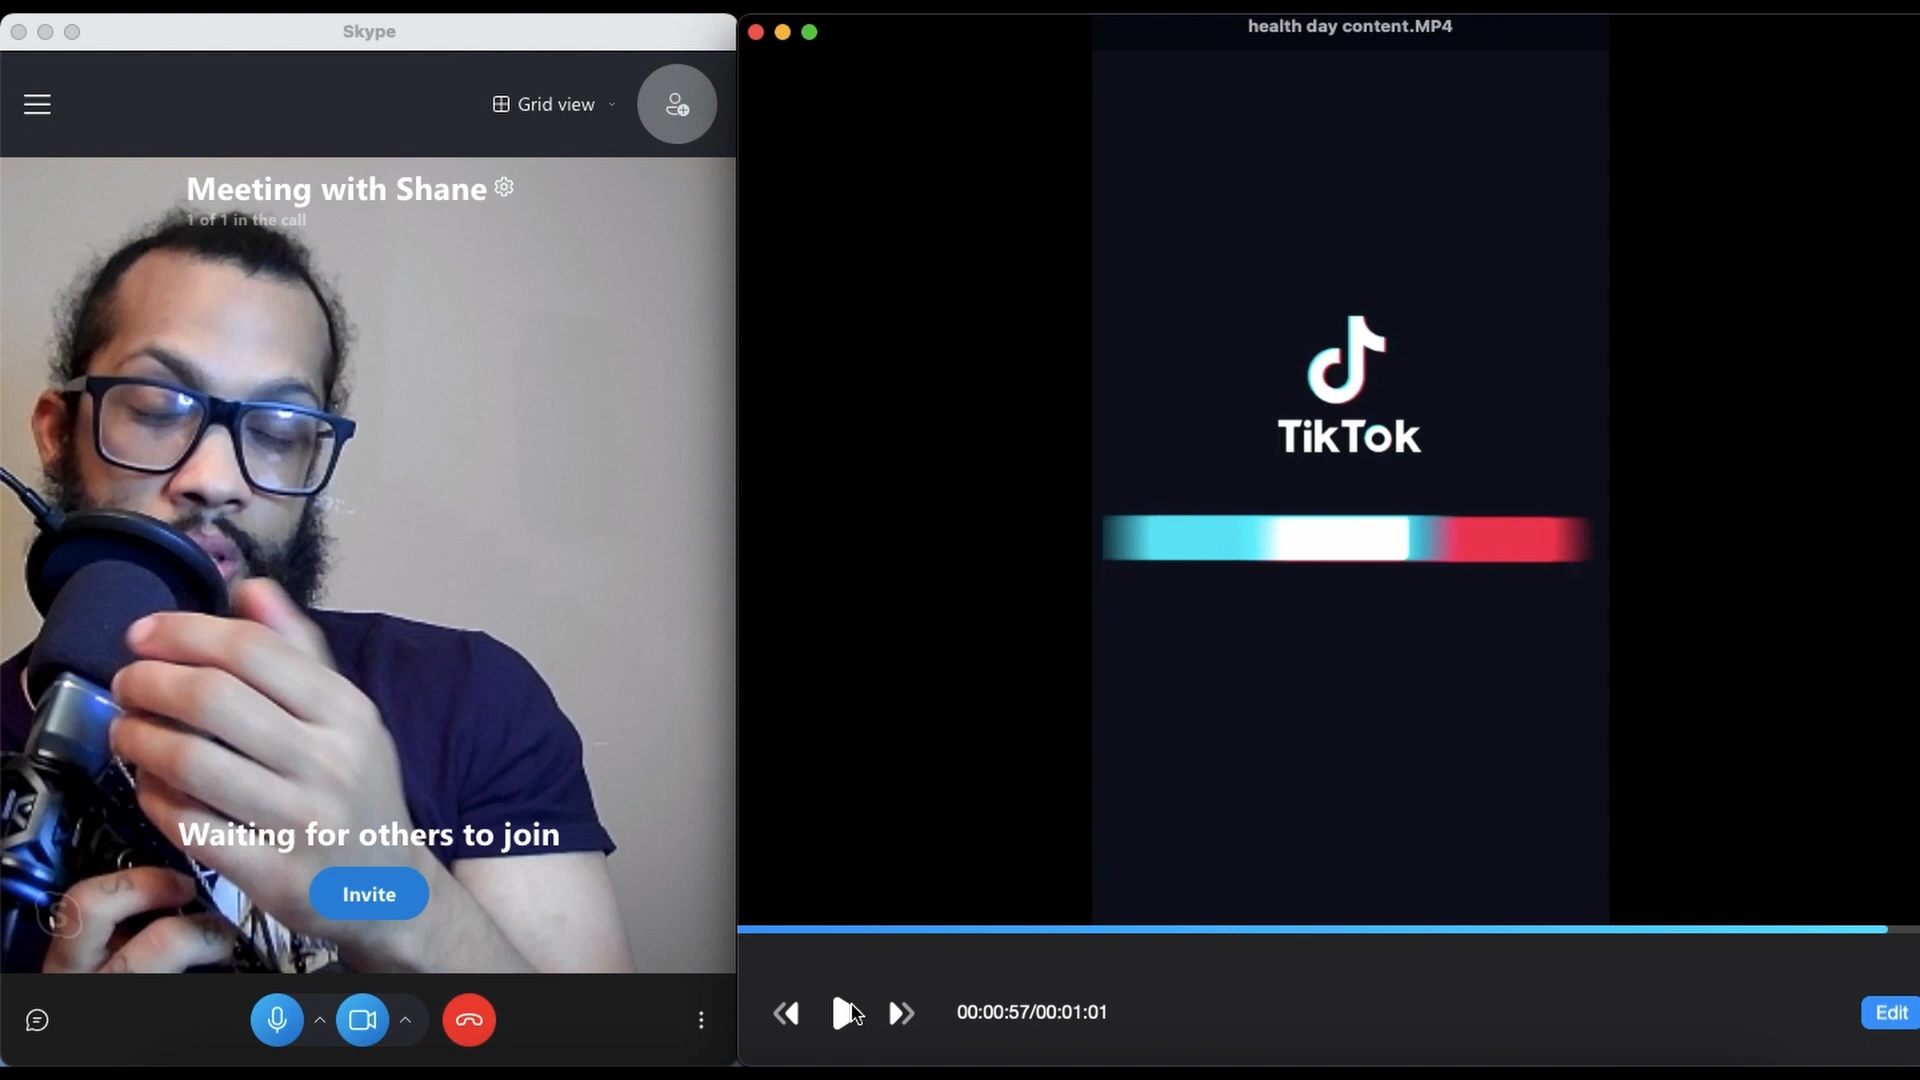 Skype
health day content.MP4
Grid view
Meeting with Shane
1 of 1 in the call
TikTok
Waiting for others to join
Invite
00:00:57/00:01:01
Edit